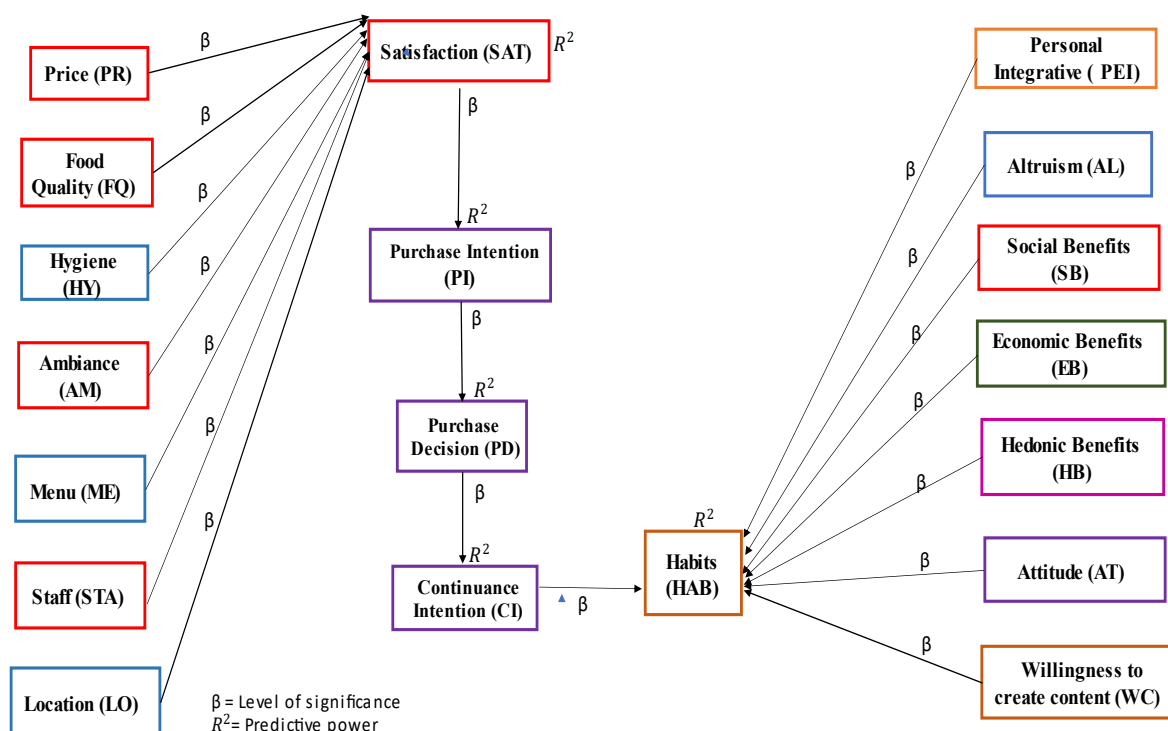 Price (PR)
Food
Quality (FQ)
Hygiene
(HY)
Ambiance
(AM)
Menu (ME)
Staff (STA)
Location (LO)
β
β
β
β
β
β
β
Satisfaction (SAT)
R²
β
R²
Purchase Intention
(PI)
β
R²
Purchase
Decision (PD)
β
R²
Continuance
Intention (CI)
β
R²
Habits
(HAB)
β
β
β
β
β
β
β
Personal
Integrative ( PEI)
Altruism (AL)
Social Benefits
(SB)
Economic Benefits
(EB)
Hedonic Benefits
(HB)
Attitude (AT)
Willingness to
create content (WC)
β = Level of significance
R²= Predictive power